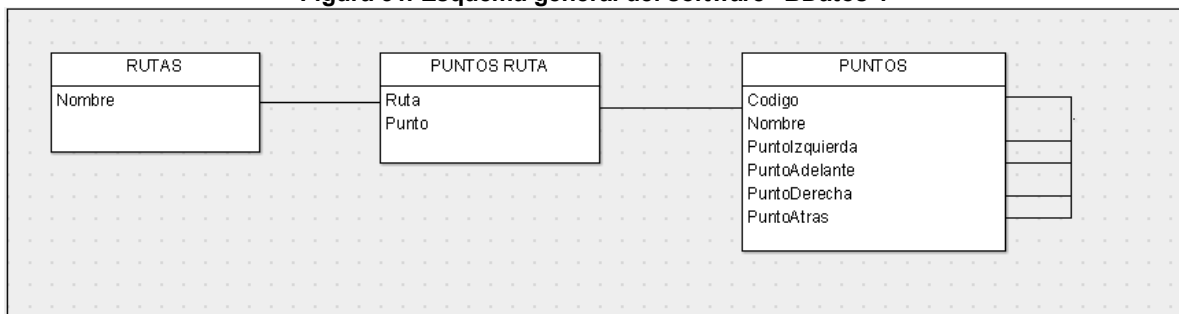 RUTAS
Nombre
PUNTOS RUTA
Ruta
Punto
PUNTOS
Codigo
Nombre
PuntoIzquierda
PuntoAdelante
PuntoDerecha
PuntoAtras